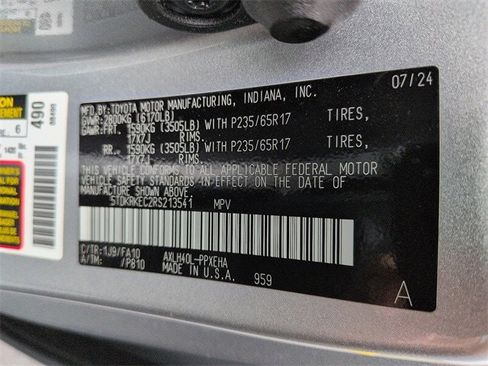 MFD.BY:TOYOTA MOTOR MANUFACTURING, INDIANA, INC. 07/24
GVWR:2800KG (6170LB)
GAWR:FRT. 1590KG (3505LB) WITH P235/65R17 TIRES,
17X7J RIMS.
RR. 1590KG (3505LB) WITH P235/65R17 TIRES,
17X7J RIMS.
THIS VEHICLE CONFORMS TO ALL APPLICABLE FEDERAL MOTOR
VEHICLE SAFETY STANDARDS IN EFFECT ON THE DATE OF
MANUFACTURE SHOWN ABOVE.
5TDKRKEC2RS213541 MPV
C/TR:1J9/FA10 AXLH40L-PPXEHA
A/TM: /P810 MADE IN U.S.A.
959
A
490
6